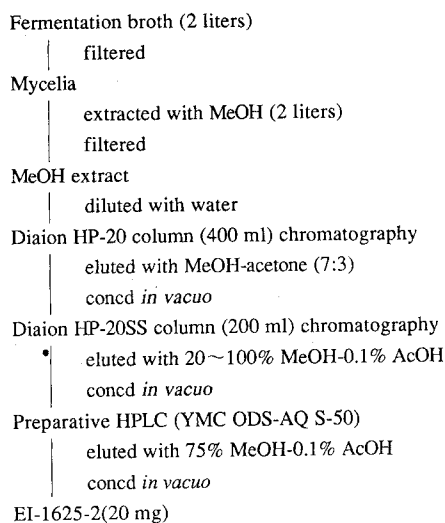 Fermentation broth (2 liters)
filtered
Mycelia
extracted with MeOH (2 liters)
filtered
MeOH extract
diluted with water
Diaion HP-20 column (400 ml) chromatography
eluted with MeOH-acetone (7:3)
concd in vacuo
Diaion HP-20SS column (200 ml) chromatography
eluted with 20~100% MeOH-0.1% AcOH
concd in vacuo
Preparative HPLC (YMC ODS-AQ S-50)
eluted with 75% MeOH-0.1% AcOH
concd in vacuo
EI-1625-2(20 mg)